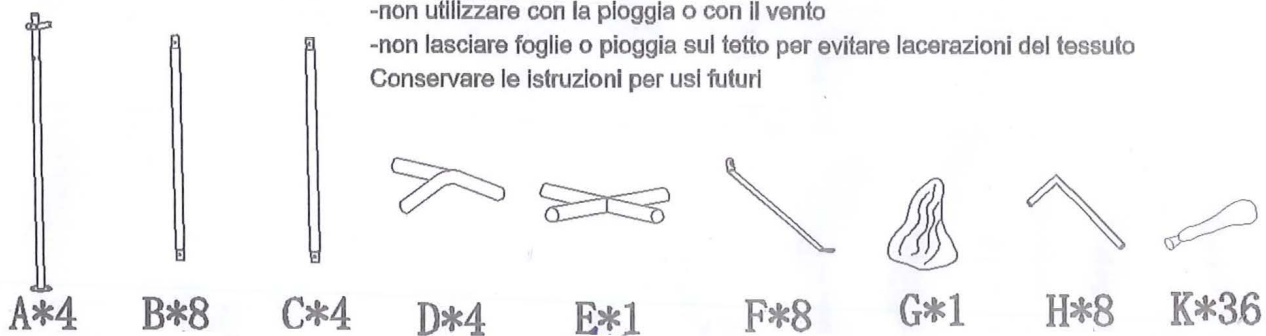 -non utilizzare con la pioggia o con il vento
-non lasciare foglie o pioggia sul tetto per evitare lacerazioni del tessuto
Conservare le istruzioni per usi futuri
A*4 B*8 C*4 D*4 E*1 F*8 G*1 H*8 K*36